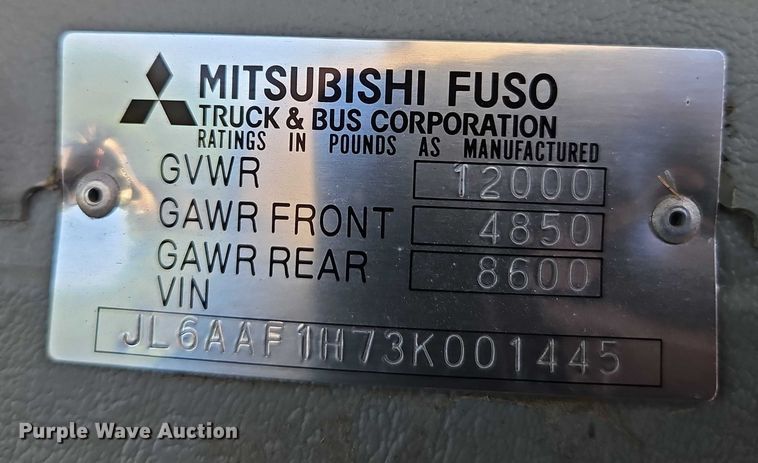 MITSUBISHI FUSO
TRUCK & BUS CORPORATION
RATINGS IN POUNDS AS MANUFACTURED
GVWR 12000
GAWR FRONT 4850
GAWR REAR 8600
VIN
JL6AAF1H73K001445
Purple Wave Auction